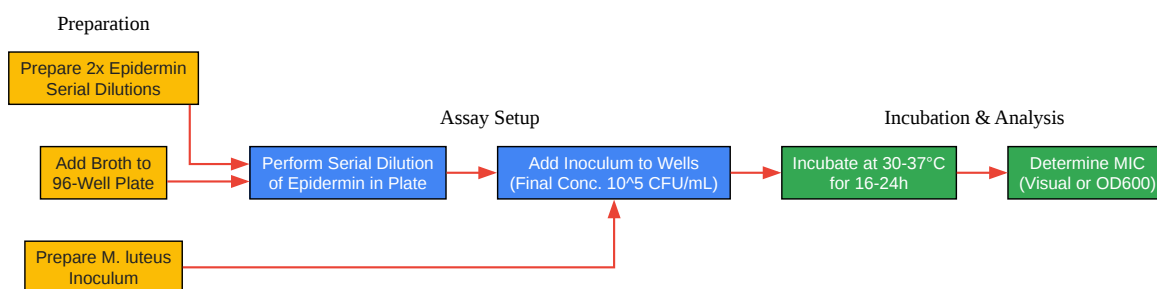 Preparation
Prepare 2x Epidermin
Serial Dilutions
Assay Setup
Incubation & Analysis
Add Broth to
96-Well Plate
Perform Serial Dilution
of Epidermin in Plate
Add Inoculum to Wells
(Final Conc. 10^5 CFU/mL)
Incubate at 30-37°C
for 16-24h
Determine MIC
(Visual or OD600)
Prepare M. luteus
Inoculum